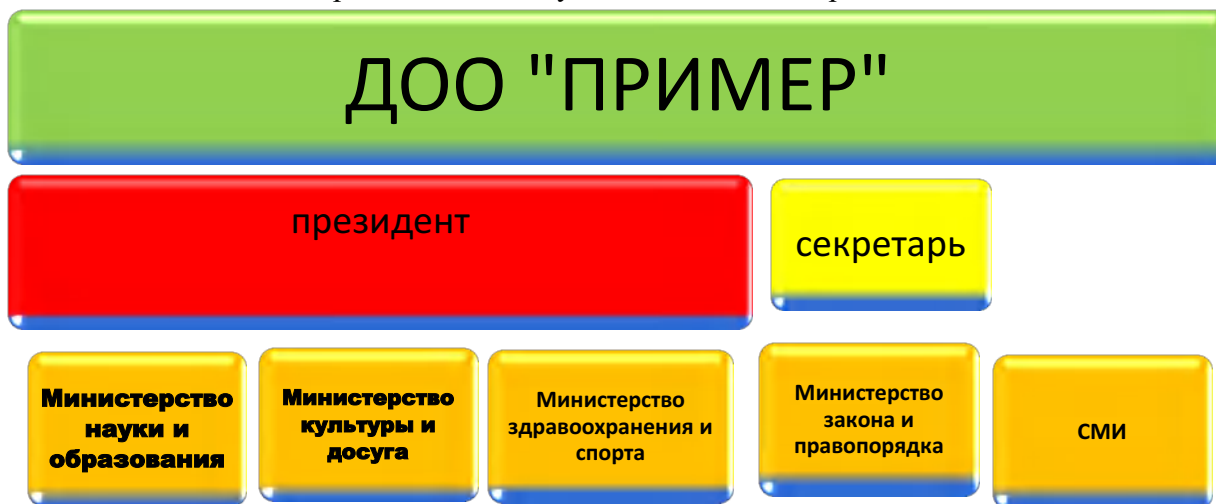 ДОО "ПРИМЕР"
президент
секретарь
Министерство
науки и
образования
Министерство
культуры и
досуга
Министерство
здравоохранения и
спорта
Министерство
закона и
правопорядка
СМИ